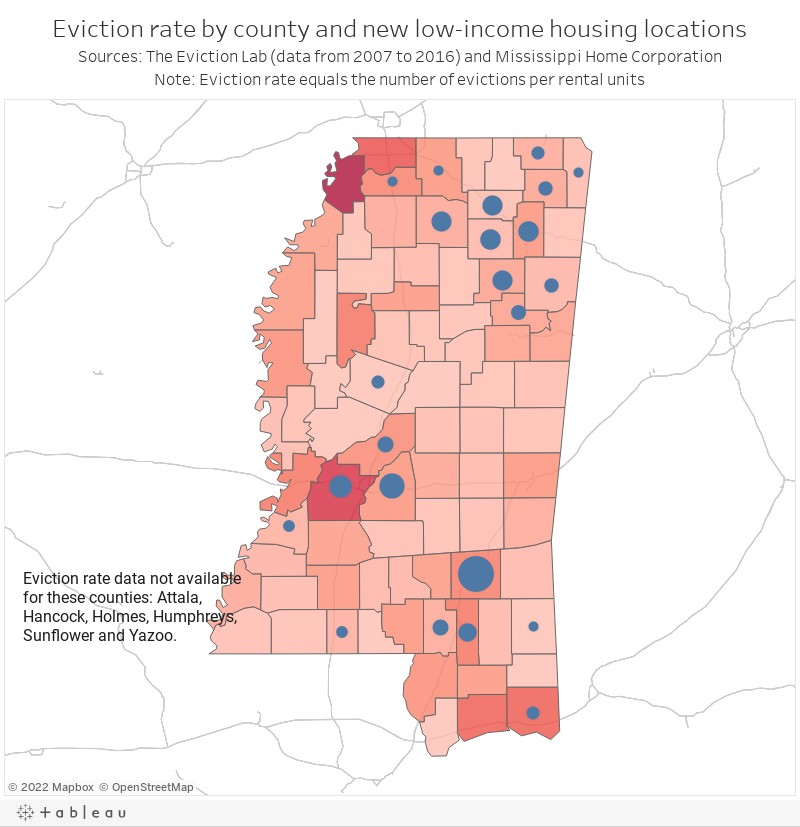 Eviction rate by county and new low-income housing locations
Sources: The Eviction Lab (data from 2007 to 2016) and Mississippi Home Corporation
Note: Eviction rate equals the number of evictions per rental units
Eviction rate data not available
for these counties: Attala,
Hancock, Holmes, Humphreys,
Sunflower and Yazoo.
© 2022 Mapbox © OpenStreetMap
+ableau